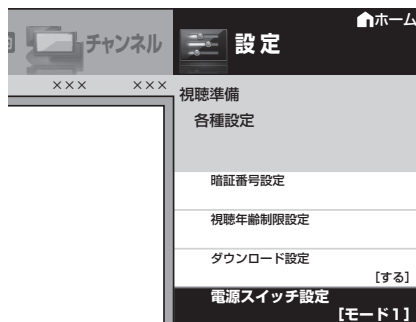 ホーム
チャンネル
設定
××× ×××
視聴準備
各種設定
暗証番号設定
視聴年齢制限設定
ダウンロード設定
[する]
電源スイッチ設定
[モード1]